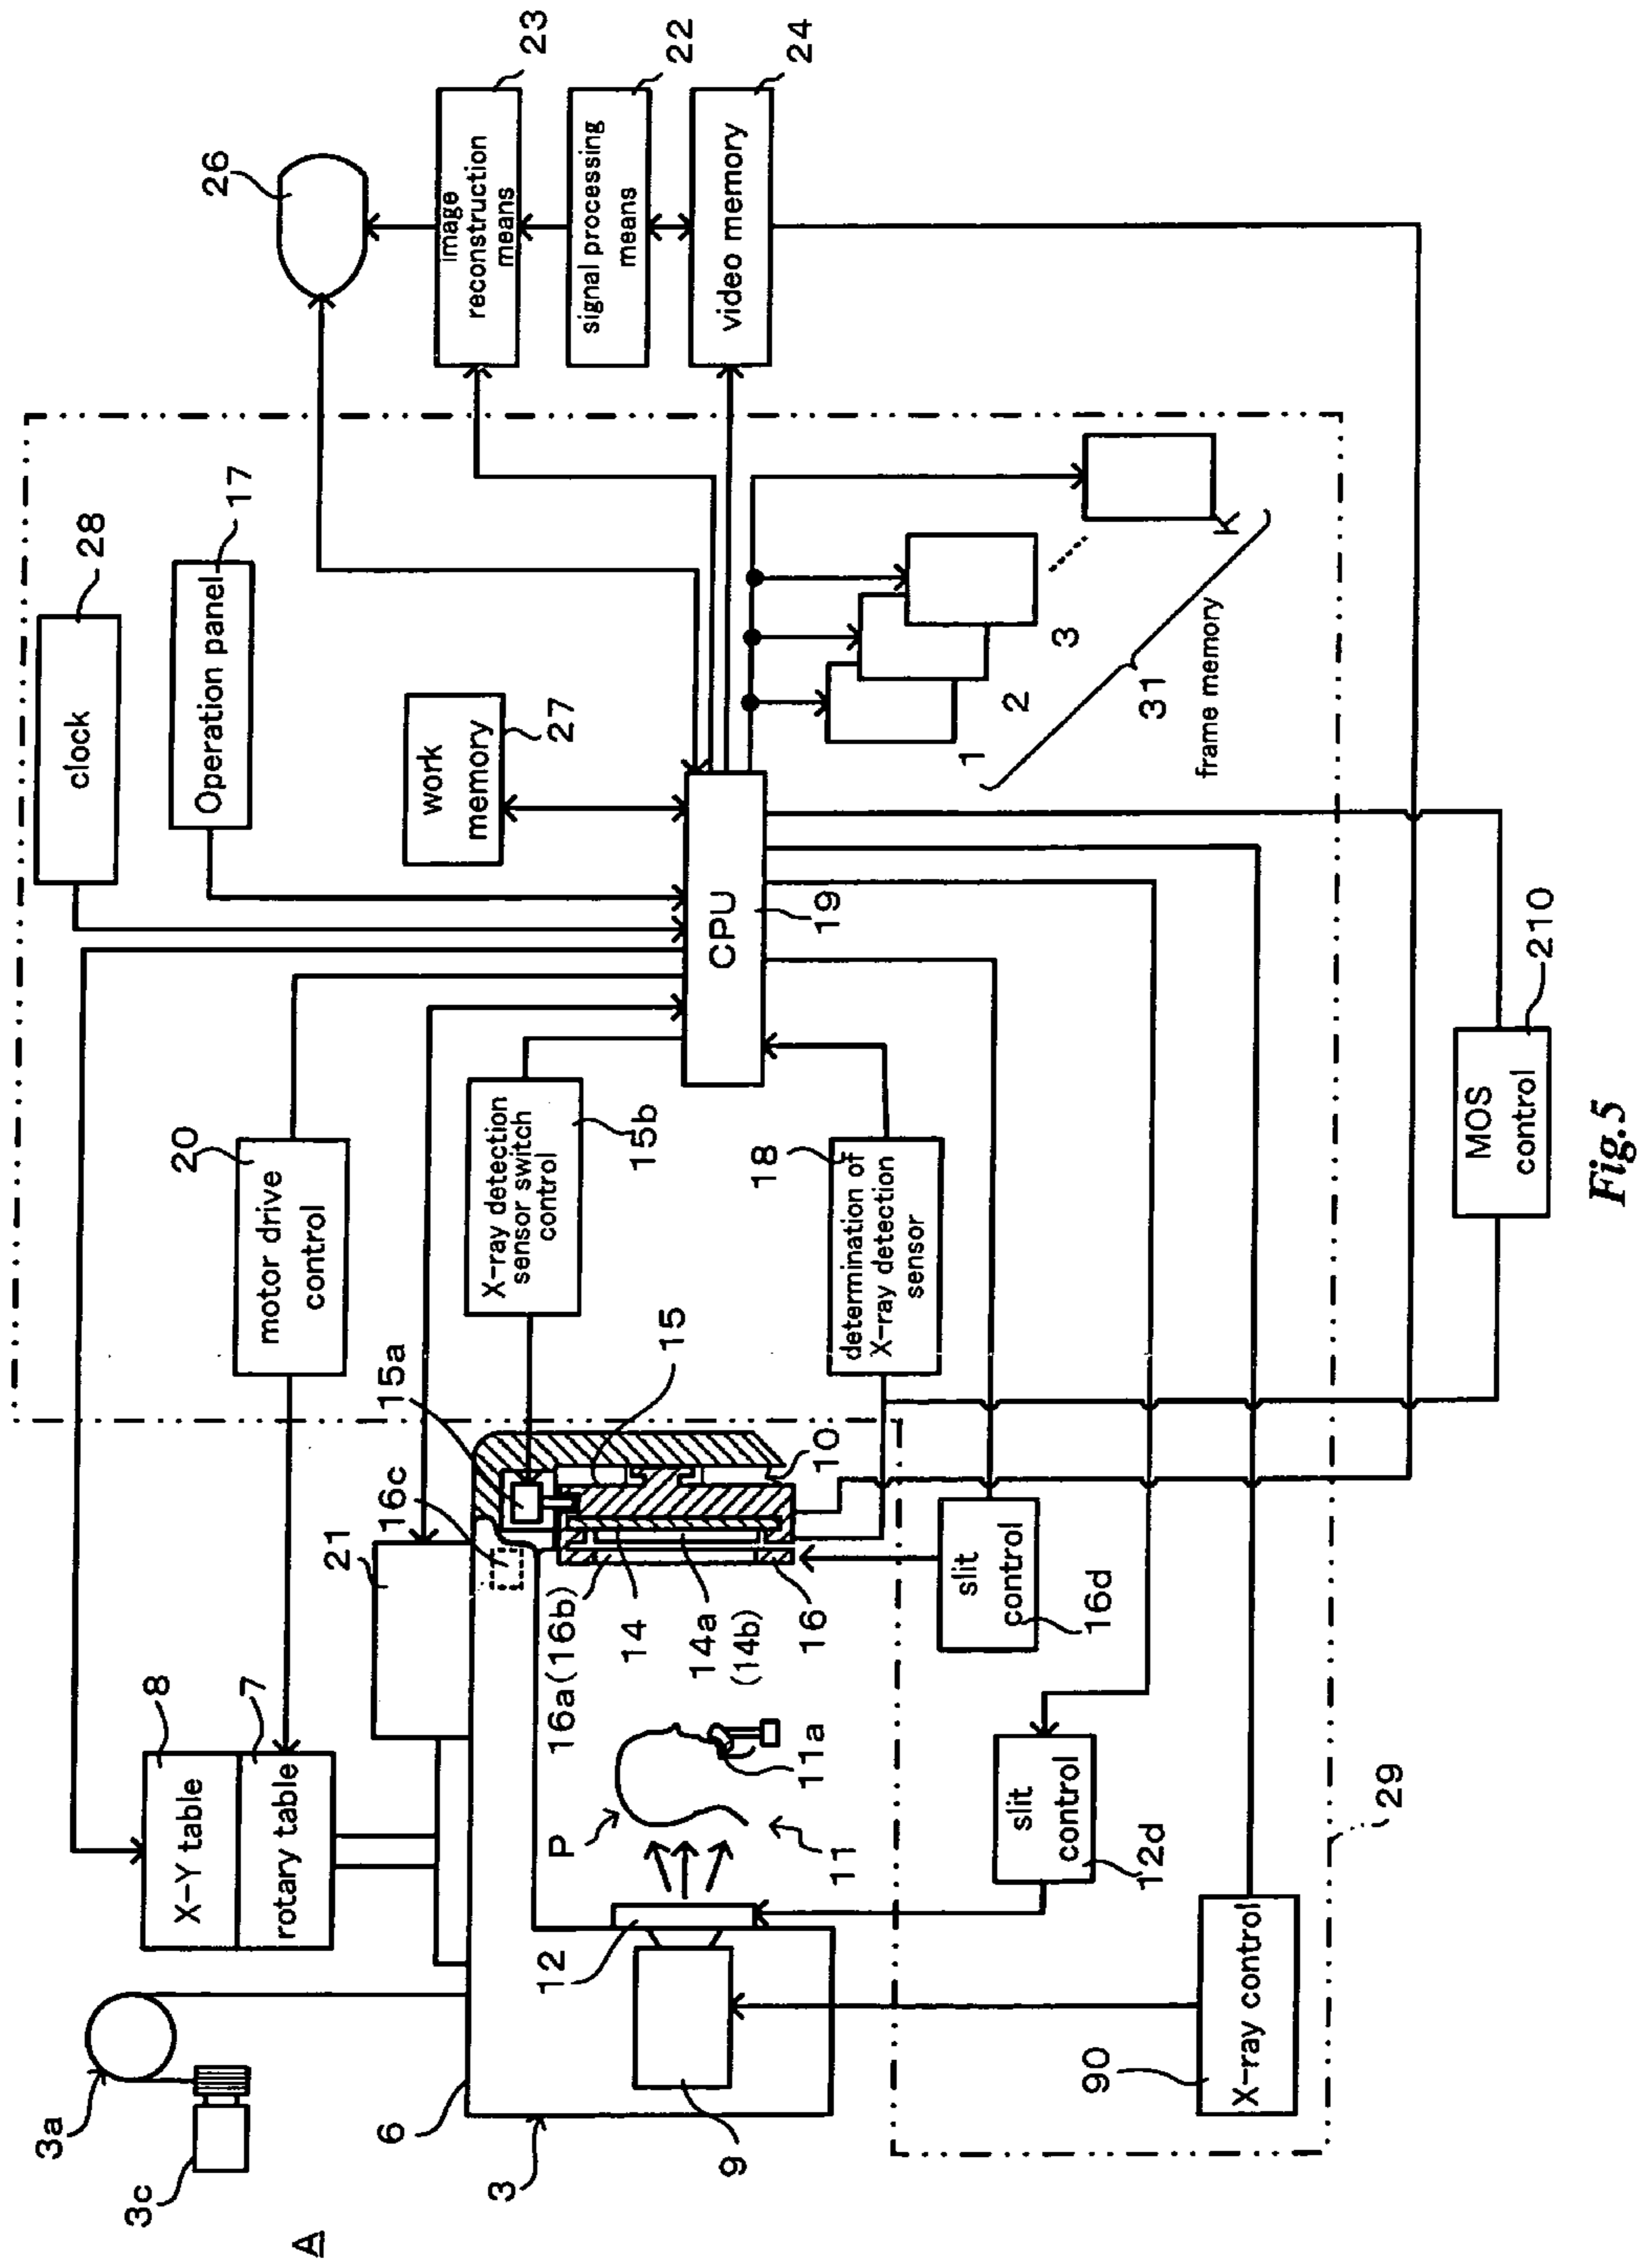 A
3a
3c
6
3
9
8
X-Y table
7
rotary table
21
16c
15a
20
motor drive
control
28
clock
17
Operation panel
27
work
memory
26
23
image
reconstruction
means
22
signal processing
means
24
video memory
15b
X-ray detection
sensor switch
control
15
10
16a(16b)
14
14a
(14b)
16
P
11
11a
12
18
determination of
X-ray detection
sensor
CPU
19
1
2
3
K
31
frame memory
slit
control
16d
slit
control
12d
90
X-ray control
29
MOS
control
210
Fig.5